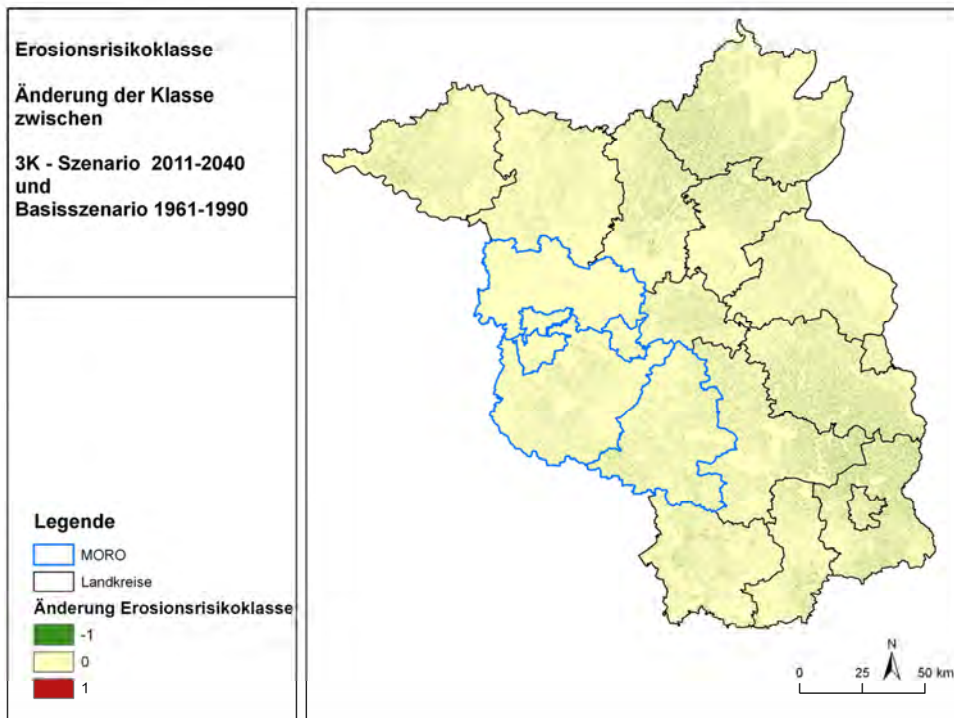 Erosionsrisikoklasse
Änderung der Klasse
zwischen
3K - Szenario 2011-2040
und
Basisszenario 1961-1990
Legende
MORO
Landkreise
Änderung Erosionsrisikoklasse
-1
0
1
N
0 25 50 km